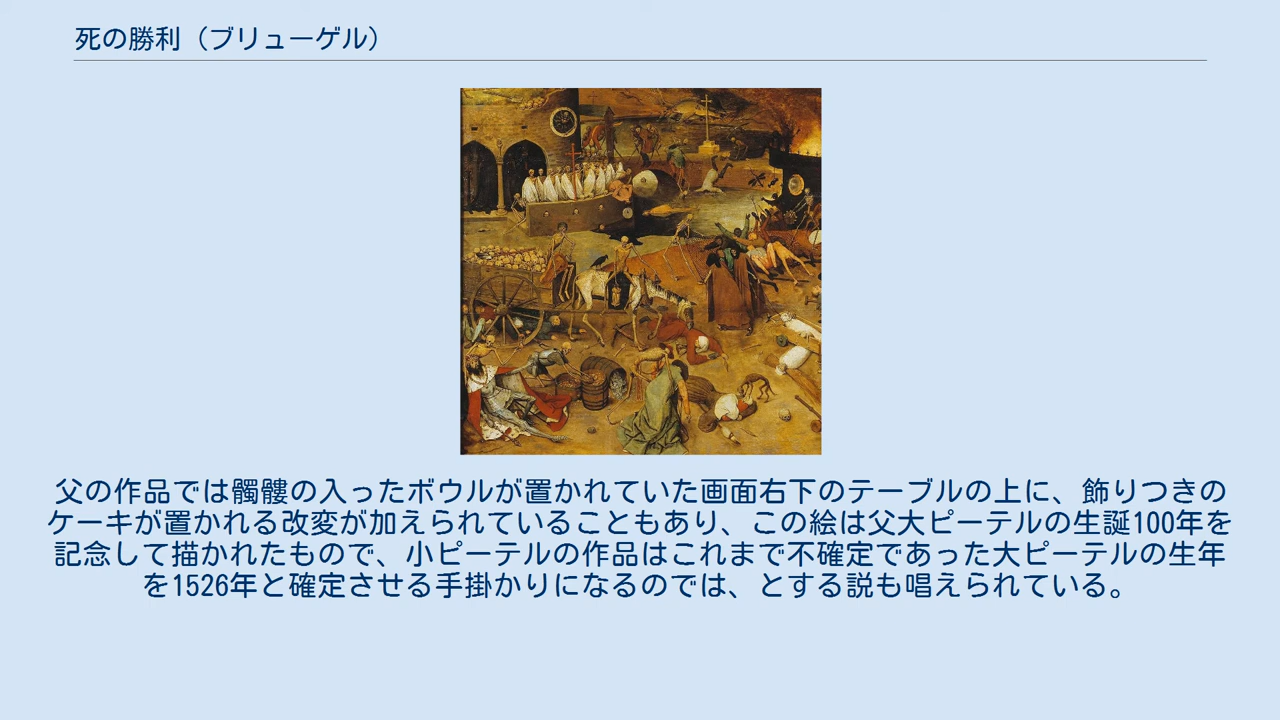 死の勝利（ブリューゲル）
父の作品では髑髏の入ったボウルが置かれていた画面右下のテーブルの上に、飾りつきの
ケーキが置かれる改変が加えられていることもあり、この絵は父大ピーテルの生誕100年を
記念して描かれたもので、小ピーテルの作品はこれまで不確定であった大ピーテルの生年
を1526年と確定させる手掛かりになるのでは、とする説も唱えられている。